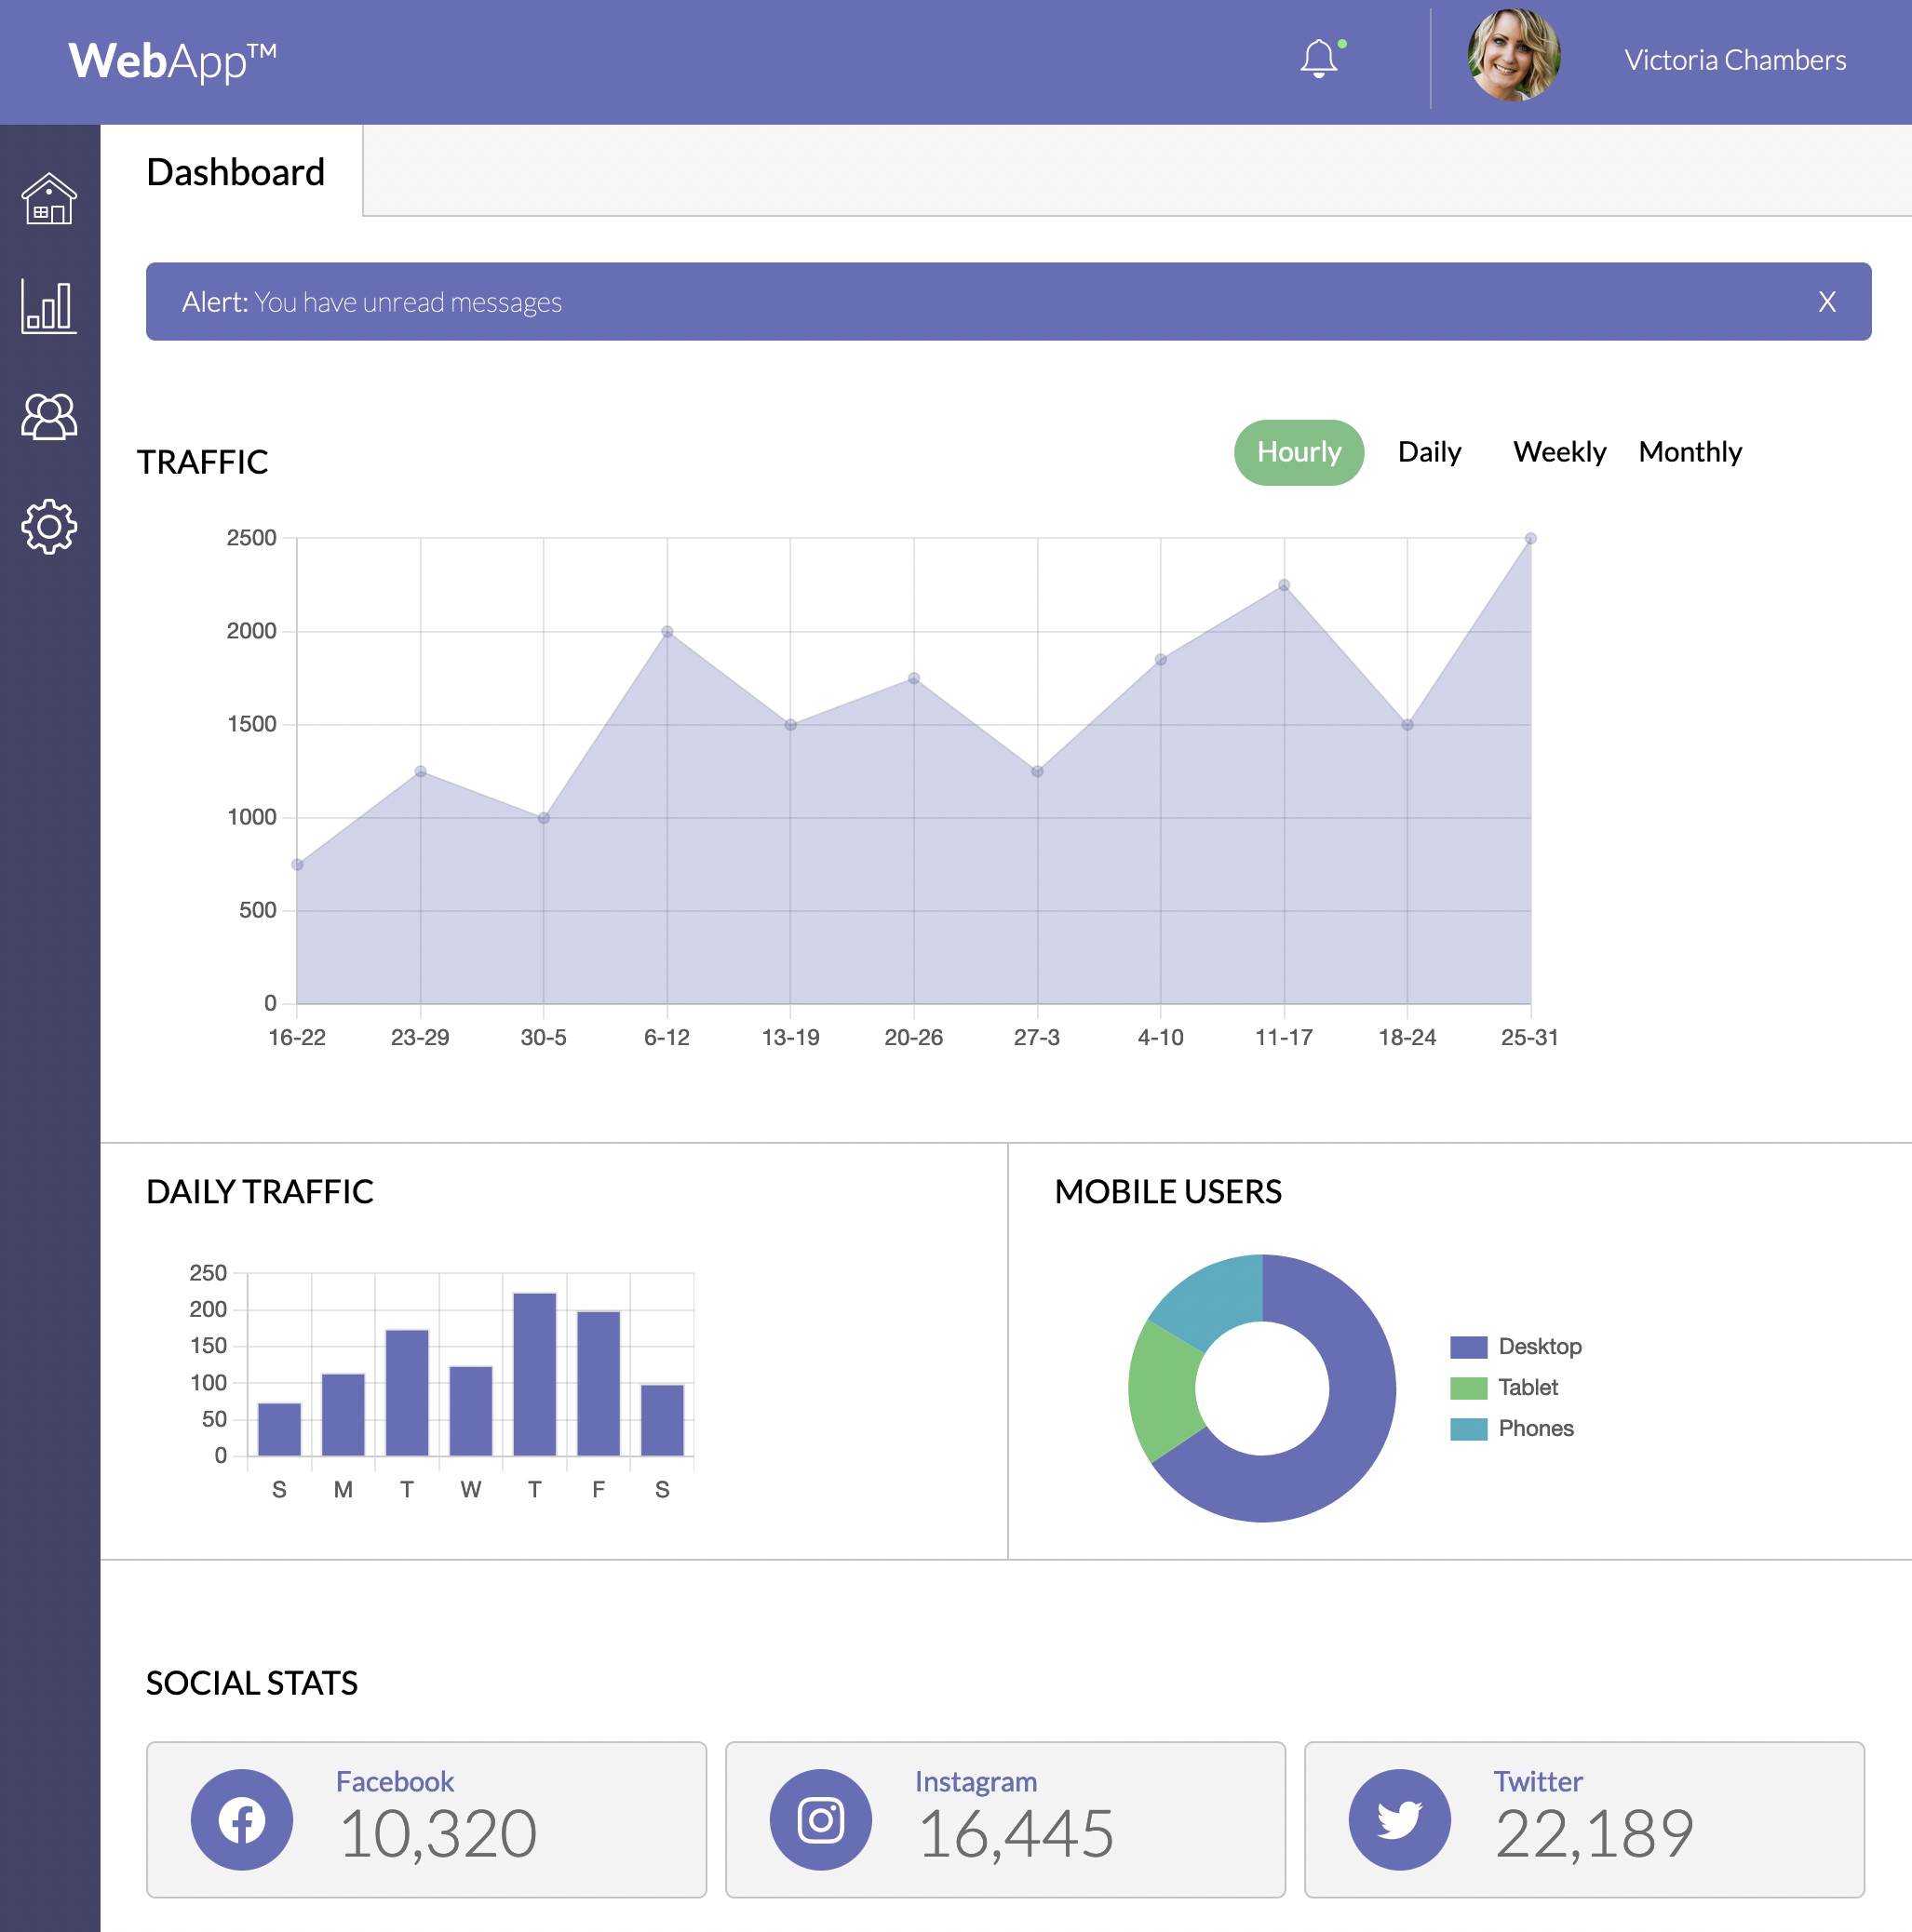 WebApp™
Victoria Chambers
Dashboard
Alert: You have unread messages X
TRAFFIC
Hourly Daily Weekly Monthly
2500
2000
1500
1000
500
0
16-22 23-29 30-5 6-12 13-19 20-26 27-3 4-10 11-17 18-24 25-31
DAILY TRAFFIC
250
200
150
100
50
0
S M T W T F S
MOBILE USERS
Desktop
Tablet
Phones
SOCIAL STATS
Facebook
10,320
Instagram
16,445
Twitter
22,189